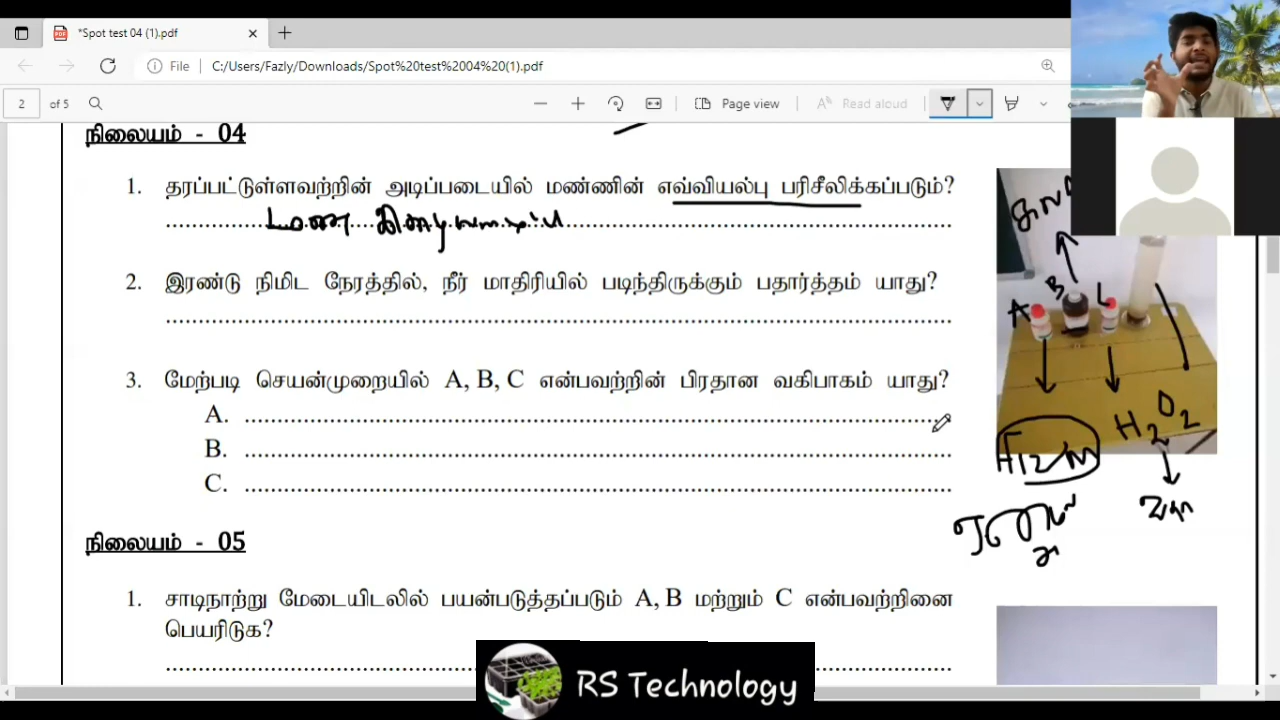 *Spot test 04 (1).pdf
File
C:/Users/Fazly/Downloads/Spot%20test%2004%20(1).pdf
2 of 5
Page view
Read aloud
நிலையம் - 04
1. தரப்பட்டுள்ளவற்றின் அடிப்படையில் மண்ணின் எவ்வியல்பு பரிசீலிக்கப்படும்?
மண்
2. இரண்டு நிமிட நேரத்தில், நீர் மாதிரியில் படிந்திருக்கும் பதார்த்தம் யாது?
3. மேற்படி செயன்முறையில் A, B, C என்பவற்றின் பிரதான வகிபாகம் யாது?
A.
B.
C.
A B C
H2O2
நிலையம் - 05
1. சாடிநாற்று மேடையிடலில் பயன்படுத்தப்படும் A, B மற்றும் C என்பவற்றினை
பெயரிடுக?
RS Technology